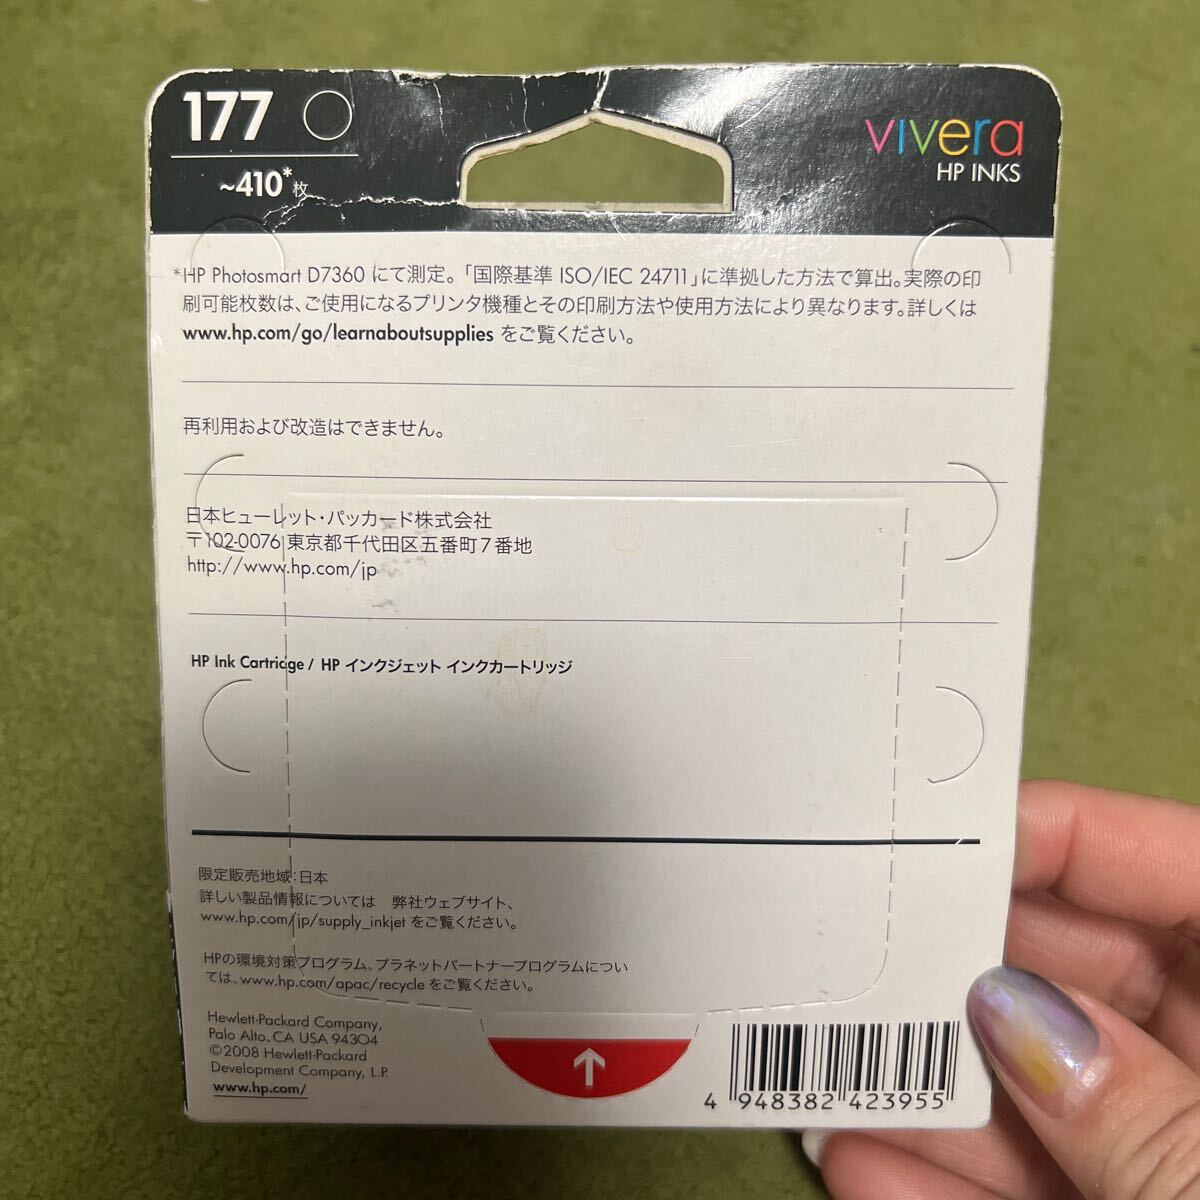 177
~410*枚
vivera
HP INKS
*HP Photosmart D7360 にて測定。「国際基準 ISO/IEC 24711」に準拠した方法で算出。実際の印
刷可能枚数は、ご使用になるプリンタ機種とその印刷方法や使用方法により異なります。詳しくは
www.hp.com/go/learnaboutsupplies をご覧ください。
再利用および改造はできません。
日本ヒューレット・パッカード株式会社
〒102-0076 東京都千代田区五番町7番地
http://www.hp.com/jp
HP Ink Cartridge / HP インクジェット インクカートリッジ
限定販売地域:日本
詳しい製品情報については 弊社ウェブサイト、
www.hp.com/jp/supply_inkjet をご覧ください。
HPの環境対策プログラム、プラネットパートナープログラムについ
ては、www.hp.com/apac/recycle をご覧ください。
Hewlett-Packard Company,
Palo Alto, CA USA 94304
©2008 Hewlett-Packard
Development Company, L.P.
www.hp.com/
4 948382 423955